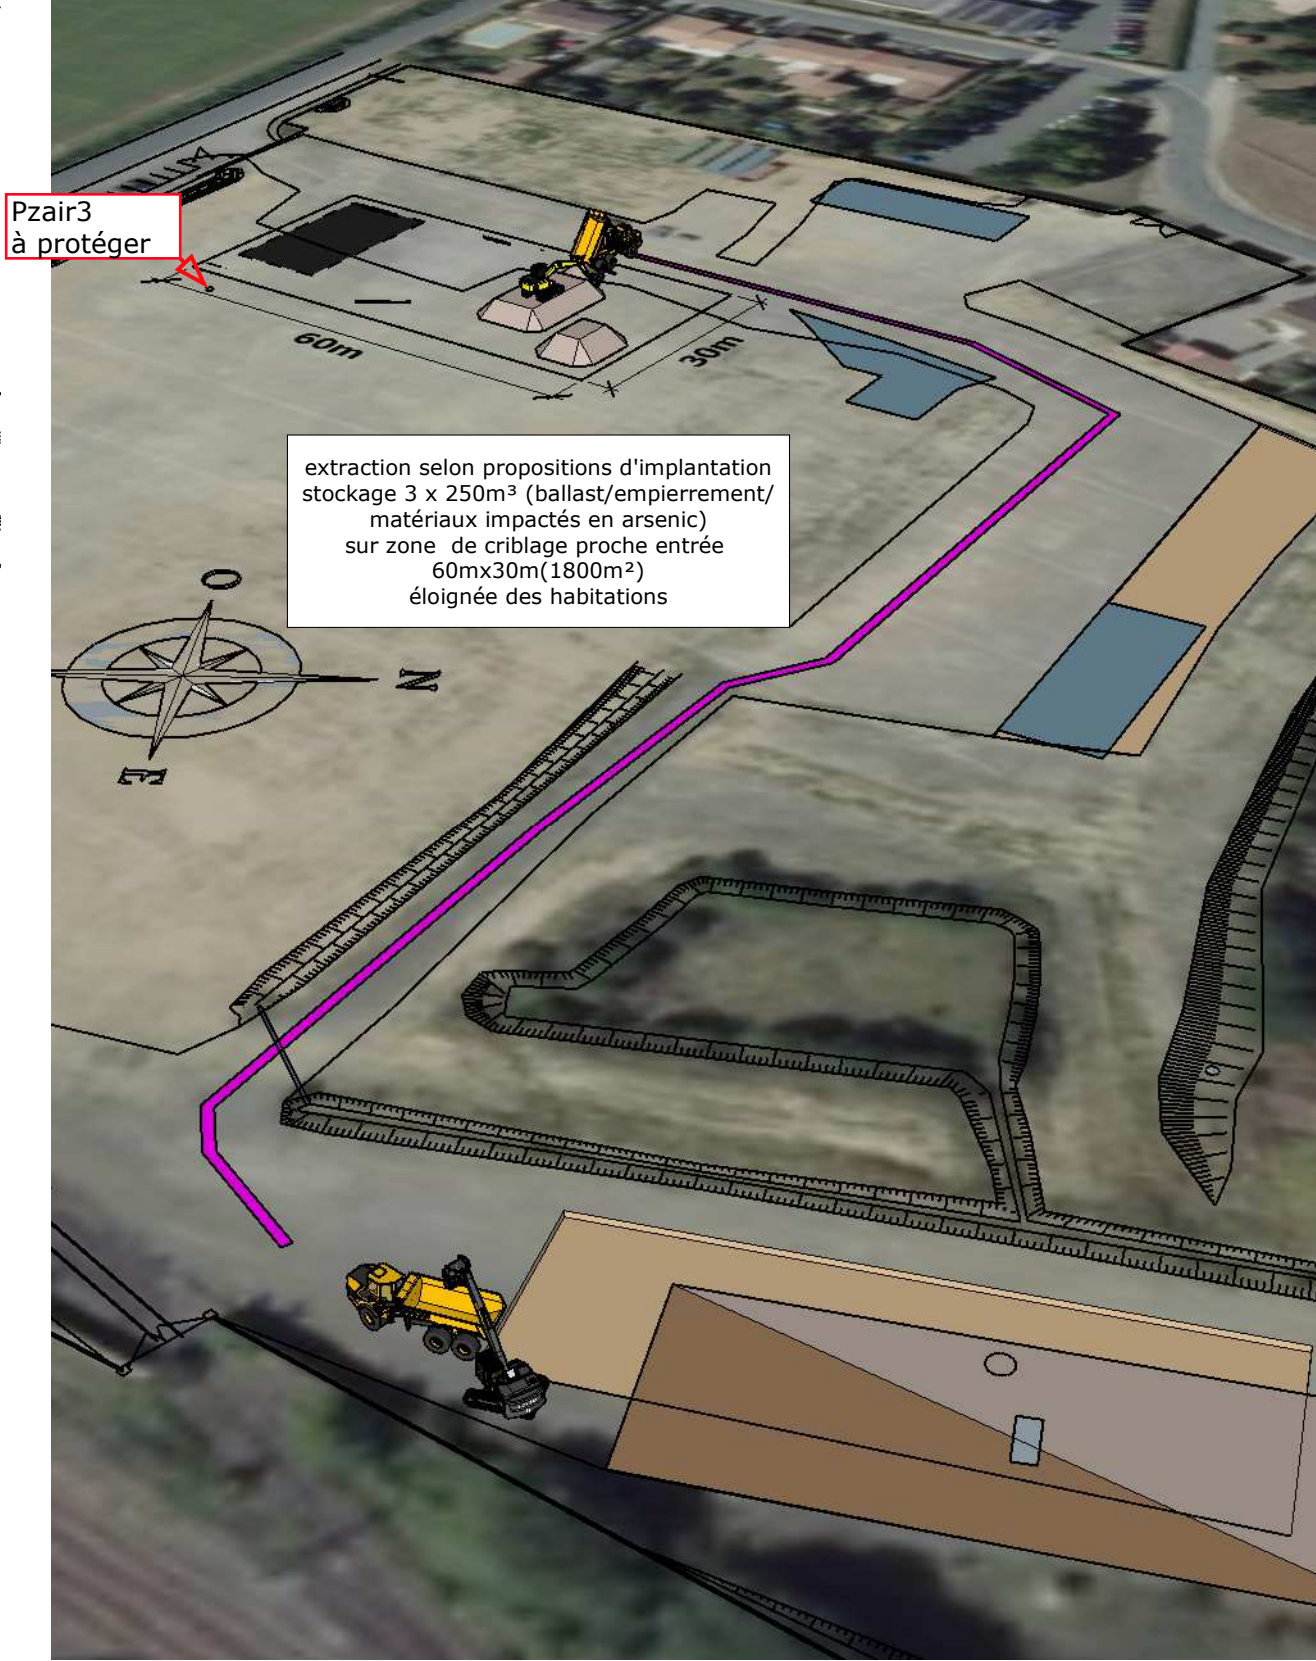 Pzair3
à protéger
60m
30m
extraction selon propositions d'implantation
stockage 3 x 250m³ (ballast/empierrement/
matériaux impactés en arsenic)
sur zone  de criblage proche entrée
60mx30m(1800m²)
éloignée des habitations
O
N
E